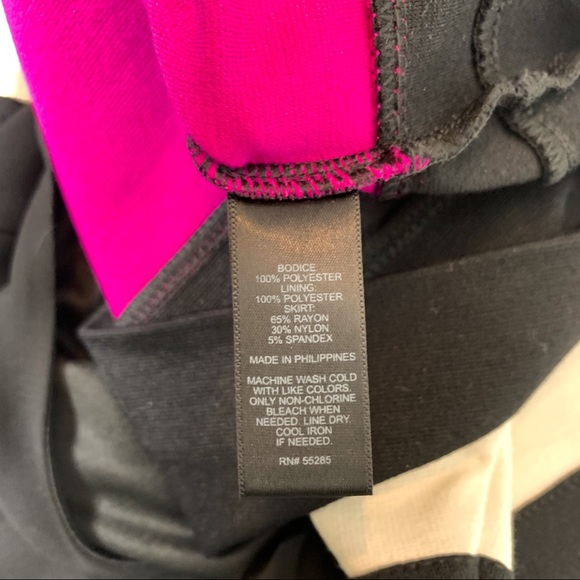 BODICE:
100% POLYESTER
LINING:
100% POLYESTER
SKIRT:
65% RAYON
30% NYLON
5% SPANDEX
MADE IN PHILIPPINES
MACHINE WASH COLD
WITH LIKE COLORS.
ONLY NON-CHLORINE
BLEACH WHEN
NEEDED. LINE DRY.
COOL IRON
IF NEEDED.
RN# 55285